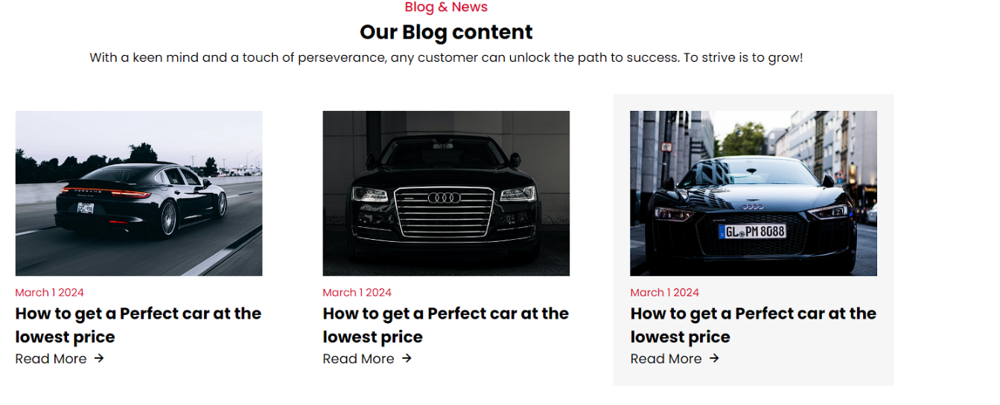 Blog & News
Our Blog content
With a keen mind and a touch of perseverance, any customer can unlock the path to success. To strive is to grow!
PORSCHE
GL PM 8088
March 1 2024
How to get a Perfect car at the
lowest price
Read More →
March 1 2024
How to get a Perfect car at the
lowest price
Read More →
March 1 2024
How to get a Perfect car at the
lowest price
Read More →